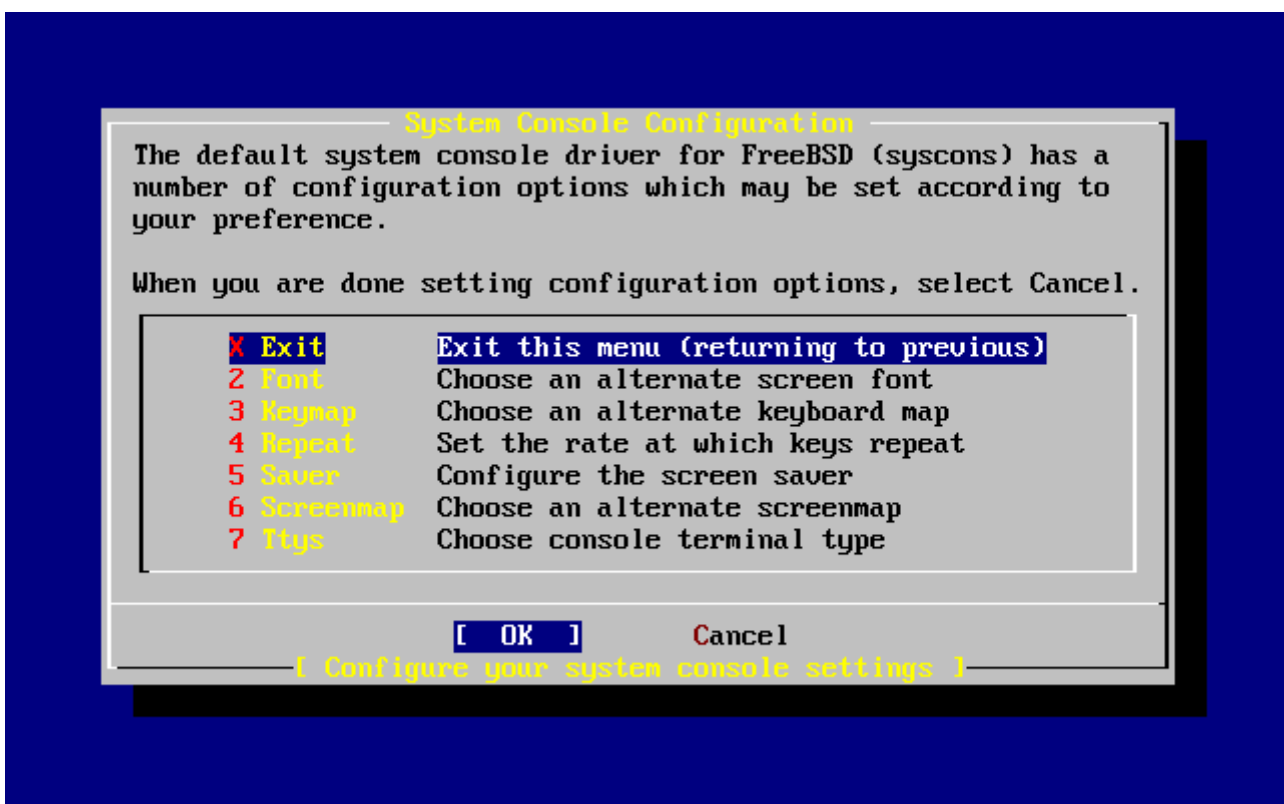 System Console Configuration
The default system console driver for FreeBSD (syscons) has a
number of configuration options which may be set according to
your preference.
When you are done setting configuration options, select Cancel.
X Exit Exit this menu (returning to previous)
2 Font Choose an alternate screen font
3 Keymap Choose an alternate keyboard map
4 Repeat Set the rate at which keys repeat
5 Saver Configure the screen saver
6 Screenmap Choose an alternate screenmap
7 Ttys Choose console terminal type
[ OK ] Cancel
[ Configure your system console settings ]